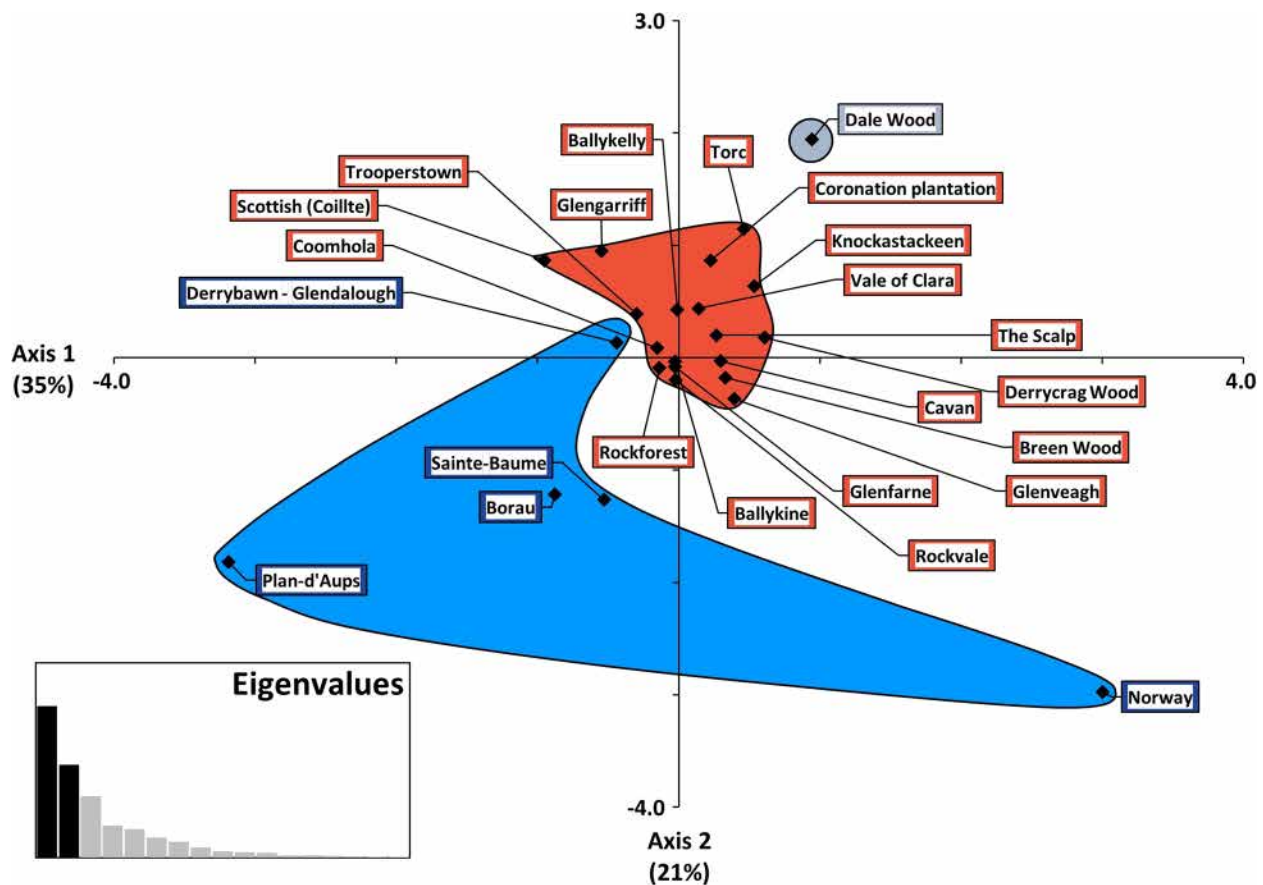 3.0
Dale Wood
Ballykelly
Torc
Trooperstown
Coronation plantation
Scottish (Coillte)
Glengarriff
Coomhola
Knockastackeen
Vale of Clara
Derrybawn - Glendalough
The Scalp
Axis 1
(35%)
-4.0
4.0
Derrycrag Wood
Cavan
Breen Wood
Rockforest
Sainte-Baume
Glenfarne
Glenveagh
Borau
Ballykine
Rockvale
Plan-d'Aups
Eigenvalues
Norway
-4.0
Axis 2
(21%)